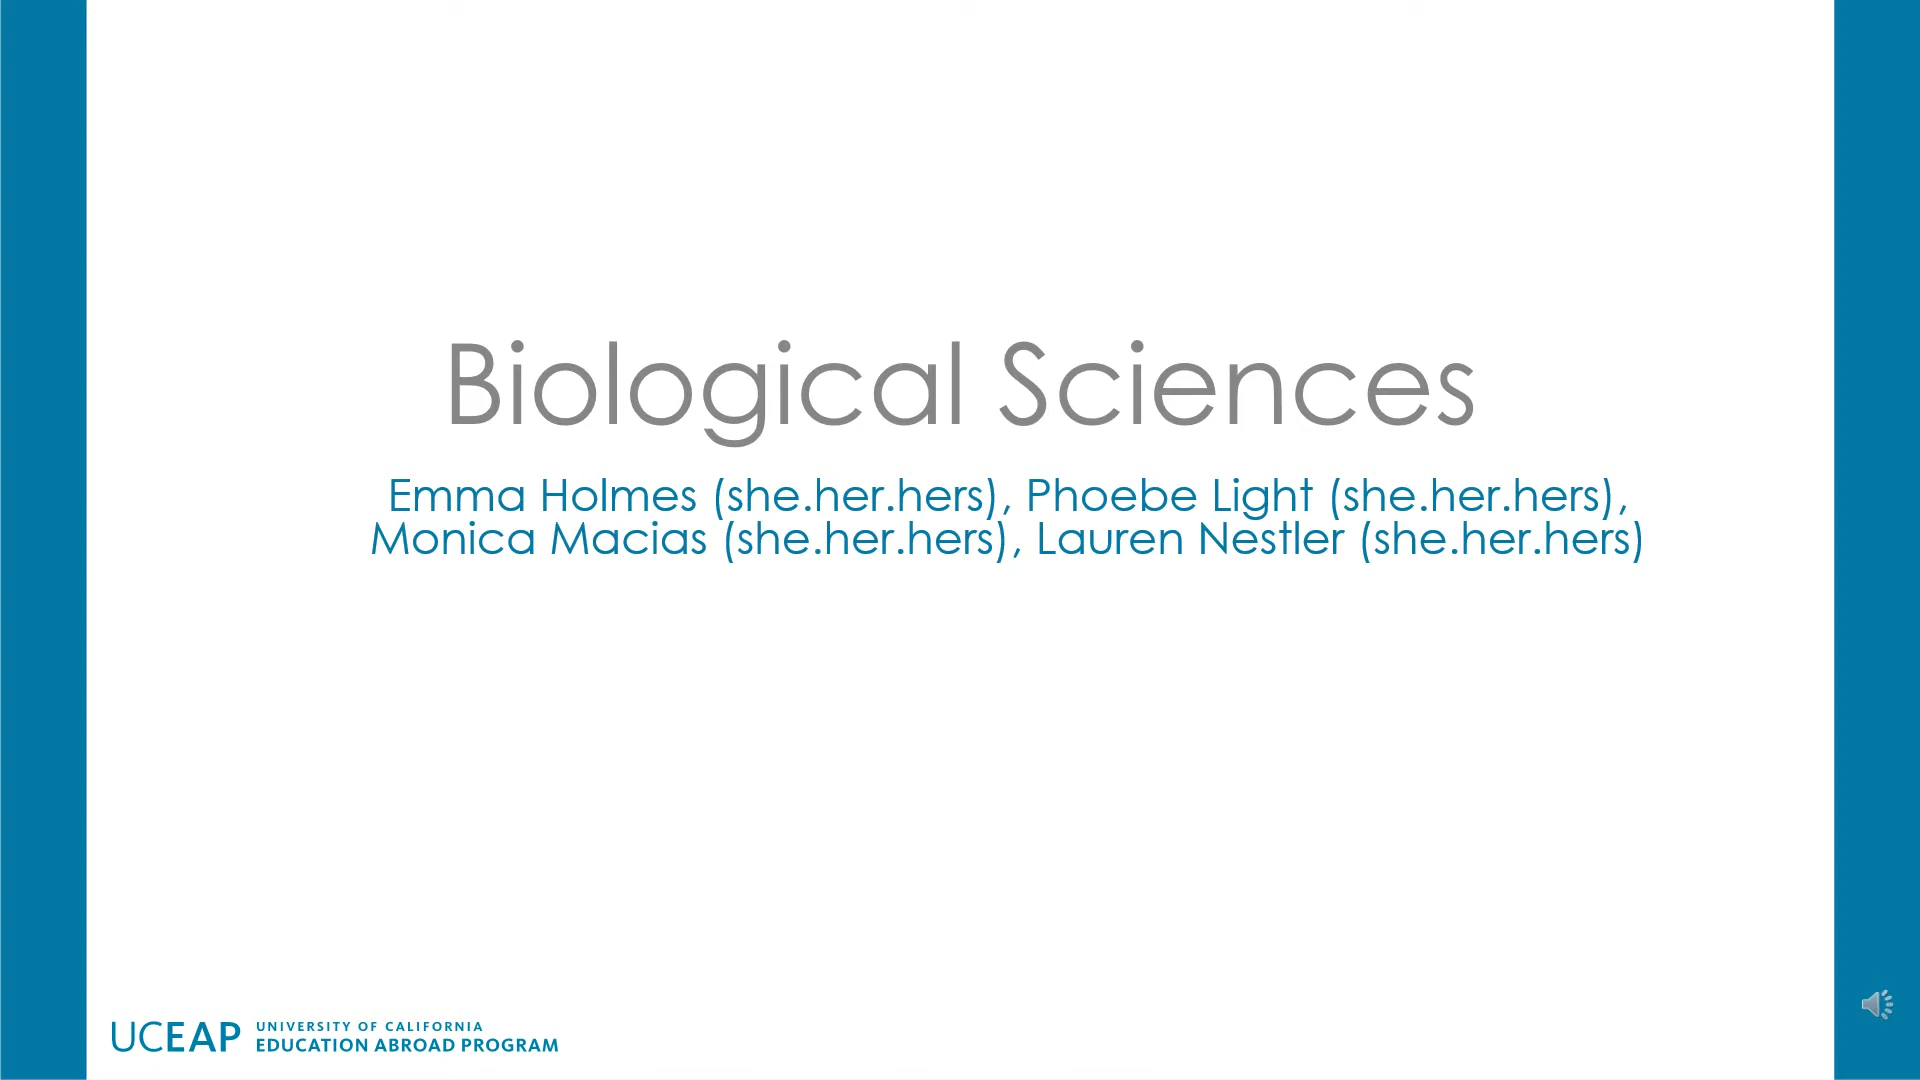 Biological Sciences
Emma Holmes (she.her.hers), Phoebe Light (she.her.hers),
Monica Macias (she.her.hers), Lauren Nestler (she.her.hers)
UCEAP UNIVERSITY OF CALIFORNIA
EDUCATION ABROAD PROGRAM